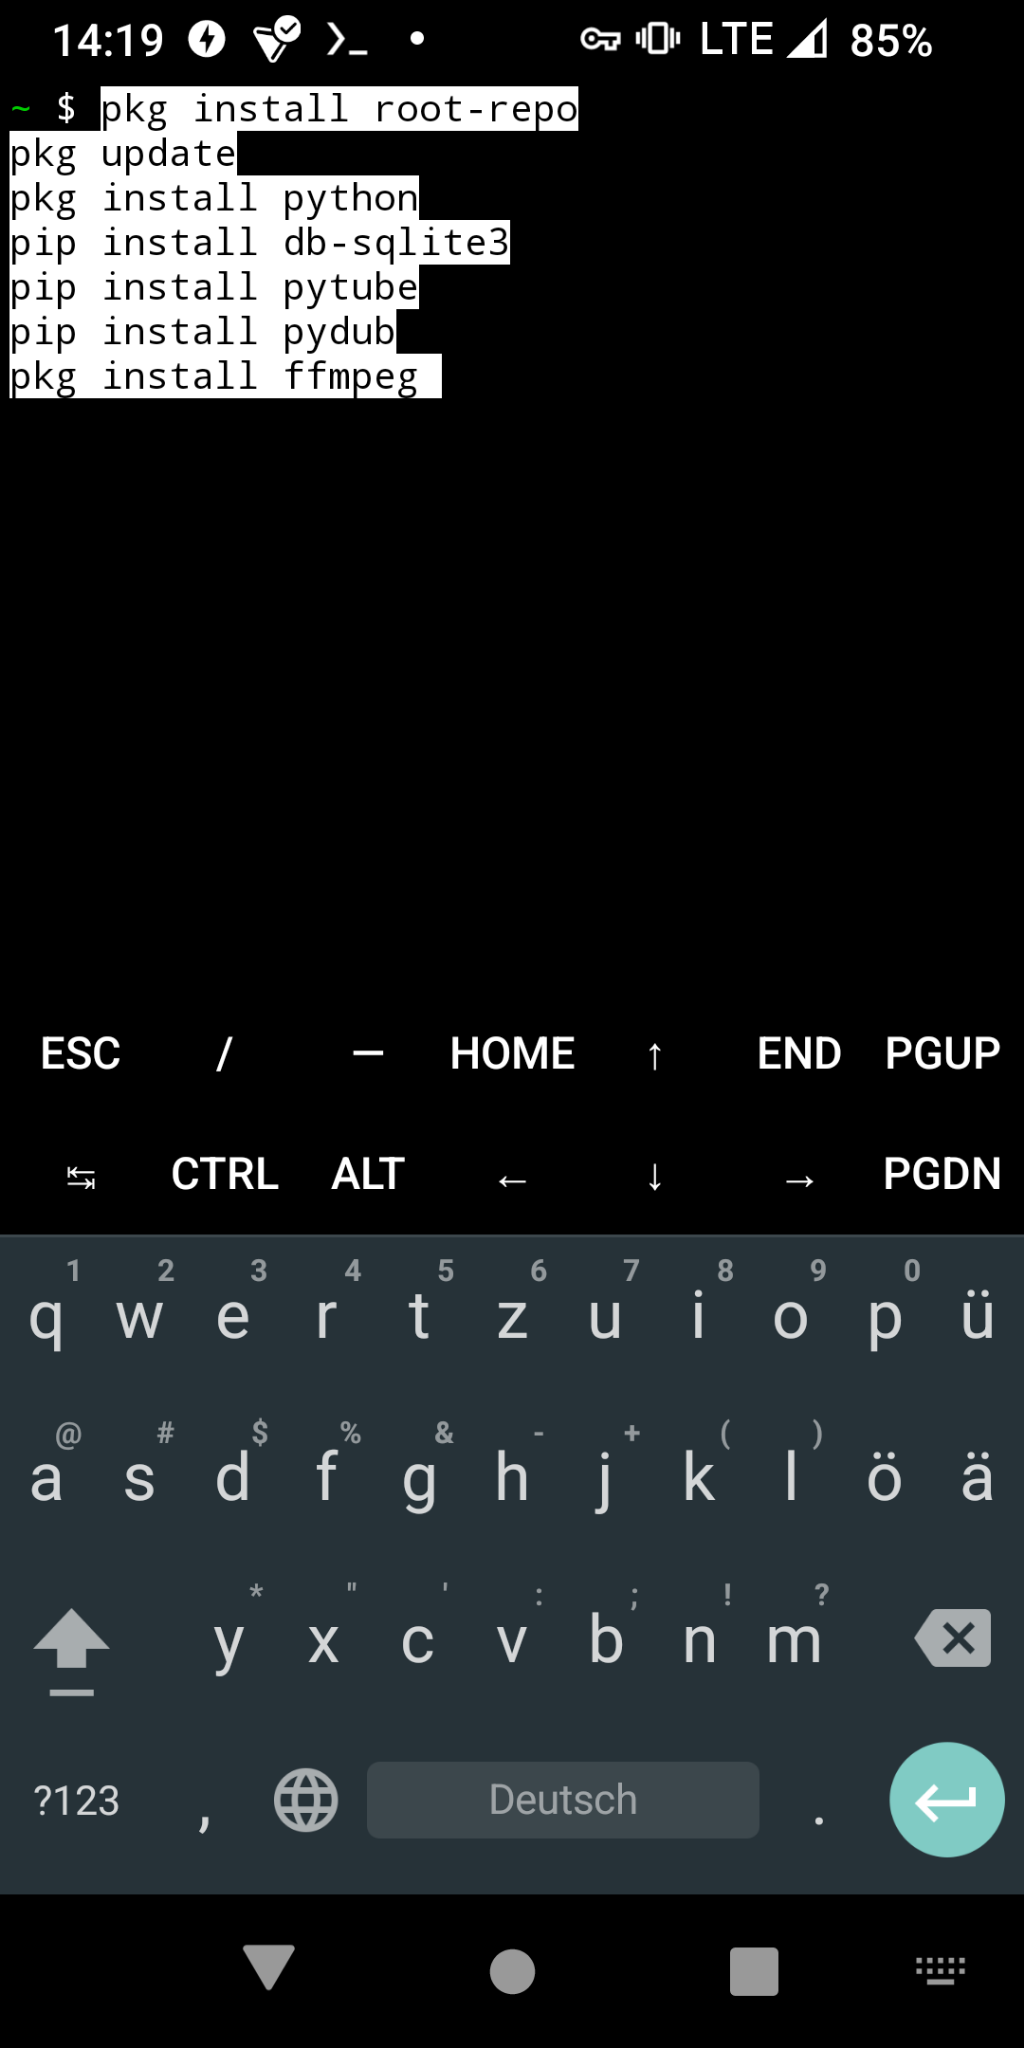 14:19 LTE 85%
~ $ pkg install root-repo
pkg update
pkg install python
pip install db-sqlite3
pip install pytube
pip install pydub
pkg install ffmpeg
ESC / — HOME ↑ END PGUP
↹ CTRL ALT ← ↓ → PGDN
1 2 3 4 5 6 7 8 9 0
q w e r t z u i o p ü
@ # $ % & - + ( )
a s d f g h j k l ö ä
* " ' : ; ! ?
y x c v b n m
?123 , Deutsch .